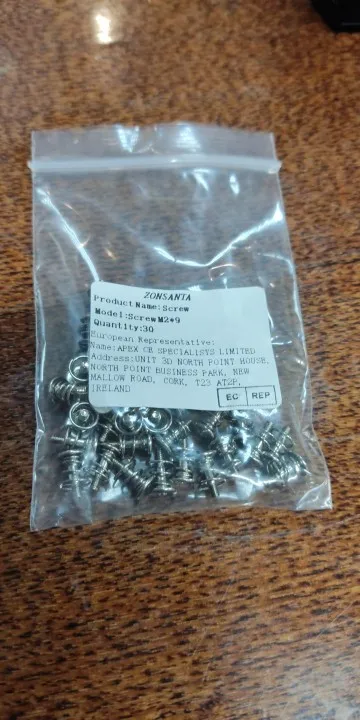 ZONSANTA
Product Name:Screw
Model:Screw M2*9
Quantity:30
European Representative:
Name:APEX CE SPECIALISTS LIMITED
Address:UNIT 3D NORTH POINT HOUSE,
NORTH POINT BUSINESS PARK, NEW
MALLOW ROAD, CORK, T23 AT2P,
IRELAND
EC REP